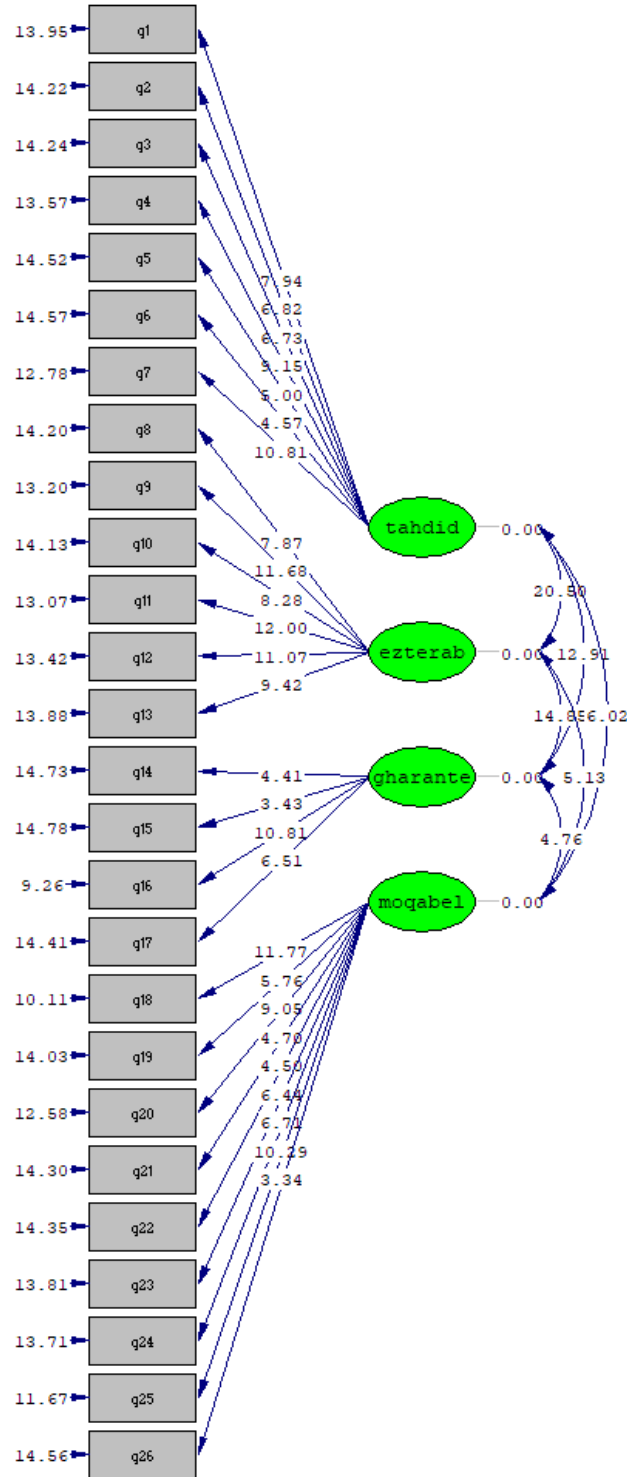 13.95 q1
14.22 q2
14.24 q3
13.57 q4
14.52 q5
14.57 q6
12.78 q7
14.20 q8
13.20 q9
14.13 q10
13.07 q11
13.42 q12
13.88 q13
14.73 q14
14.78 q15
9.26 q16
14.41 q17
10.11 q18
14.03 q19
12.58 q20
14.30 q21
14.35 q22
13.81 q23
13.71 q24
11.67 q25
14.56 q26
7.94
6.82
6.73
9.15
5.00
4.57
10.81
7.87
11.68
8.28
12.00
11.07
9.42
4.41
3.43
10.81
6.51
11.77
5.76
9.05
4.70
4.50
6.44
6.71
10.29
3.34
tahdid 0.00
ezterab 0.00
gharante 0.00
moqabel 0.00
20.50
12.91
14.85
6.02
5.13
4.76